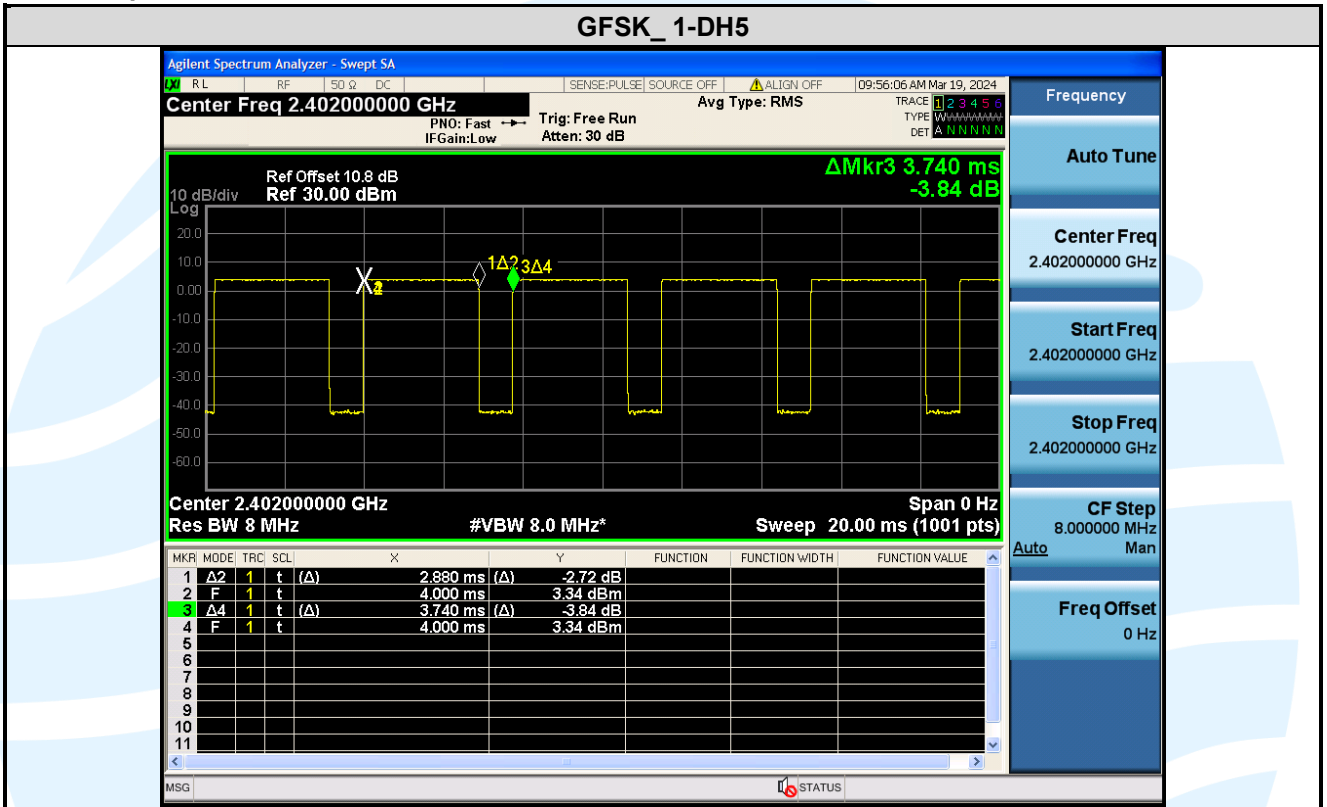 GFSK_ 1-DH5
Agilent Spectrum Analyzer - Swept SA
LXI RL RF 50 Ω DC SENSE:PULSE SOURCE OFF ALIGN OFF 09:56:06 AM Mar 19, 2024
Center Freq 2.402000000 GHz
PNO: Fast
IFGain:Low
Trig: Free Run
Atten: 30 dB
Avg Type: RMS
TRACE 1 2 3 4 5 6
TYPE WWWWWW
DET A N N N N N
ΔMkr3 3.740 ms
-3.84 dB
Ref Offset 10.8 dB
10 dB/div Ref 30.00 dBm
Log
20.0
10.0
0.00
-10.0
-20.0
-30.0
-40.0
-50.0
-60.0
1Δ2
3Δ4
Center 2.402000000 GHz Span 0 Hz
Res BW 8 MHz #VBW 8.0 MHz* Sweep 20.00 ms (1001 pts)
MKR MODE TRC SCL X Y FUNCTION FUNCTION WIDTH FUNCTION VALUE
1 Δ2 1 t (Δ) 2.880 ms (Δ) -2.72 dB
2 F 1 t 4.000 ms 3.34 dBm
3 Δ4 1 t (Δ) 3.740 ms (Δ) -3.84 dB
4 F 1 t 4.000 ms 3.34 dBm
5
6
7
8
9
10
11
MSG STATUS
Frequency
Auto Tune
Center Freq
2.402000000 GHz
Start Freq
2.402000000 GHz
Stop Freq
2.402000000 GHz
CF Step
8.000000 MHz
Auto Man
Freq Offset
0 Hz